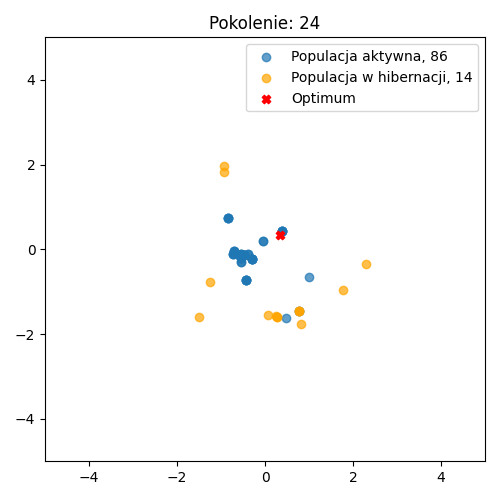 Pokolenie: 24
Populacja aktywna, 86
Populacja w hibernacji, 14
Optimum
4
2
0
−2
−4
−4 −2 0 2 4